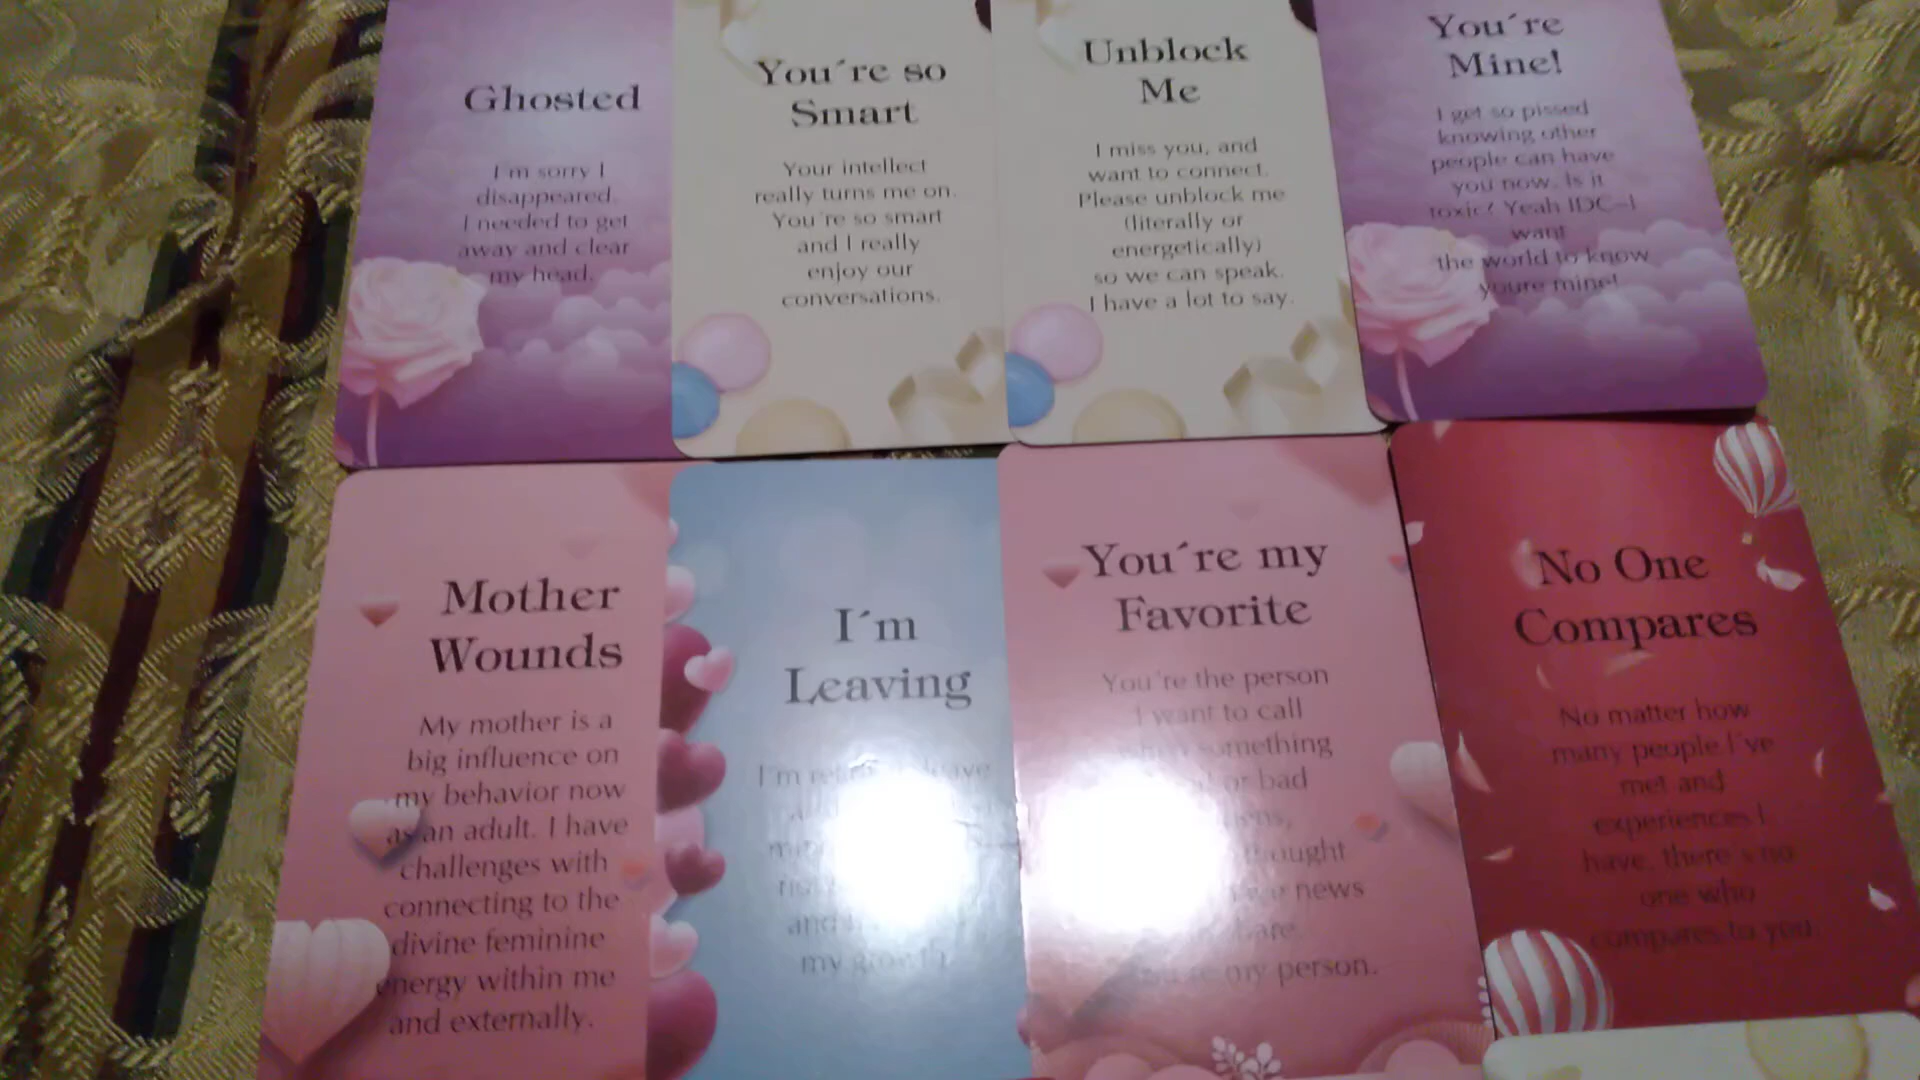 Ghosted
I'm sorry I
disappeared.
I needed to get
away and clear
my head.
You´re so
Smart
Your intellect
really turns me on.
You're so smart
and I really
enjoy our
conversations.
Unblock
Me
I miss you, and
want to connect.
Please unblock me
(literally or
energetically)
so we can speak.
I have a lot to say.
You´re
Mine!
I get so pissed
knowing other
people can have
you now. Is it
toxic? Yeah IDC-I
want
the world to know
youre mine!
Mother
Wounds
My mother is a
big influence on
my behavior now
as an adult. I have
challenges with
connecting to the
divine feminine
energy within me
and externally.
I´m
Leaving
I'm leave
and
my growth
You´re my
Favorite
You're the person
I want to call
something
or bad
thought
news
my person.
No One
Compares
No matter how
many people I've
met and
experiences I
have, there's no
one who
compares to you.